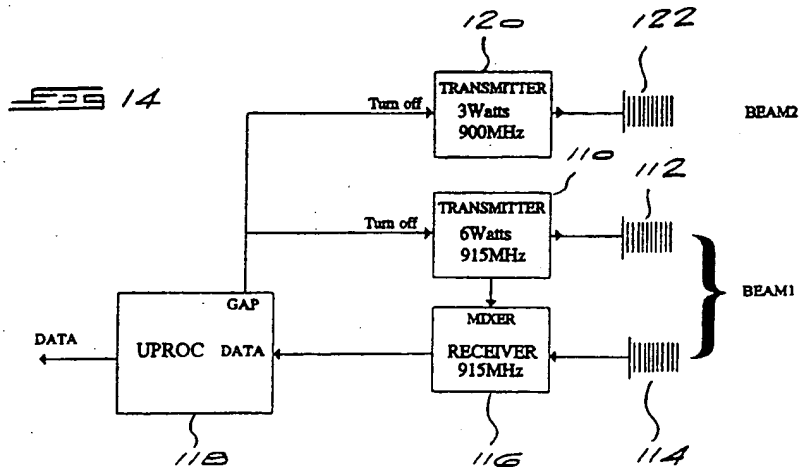 120
122
FIG 14
TRANSMITTER
3Watts
900MHz
Turn off
BEAM2
110
112
TRANSMITTER
6Watts
915MHz
Turn off
GAP
BEAM1
MIXER
RECEIVER
915MHz
DATA
UPROC
DATA
118
116
114